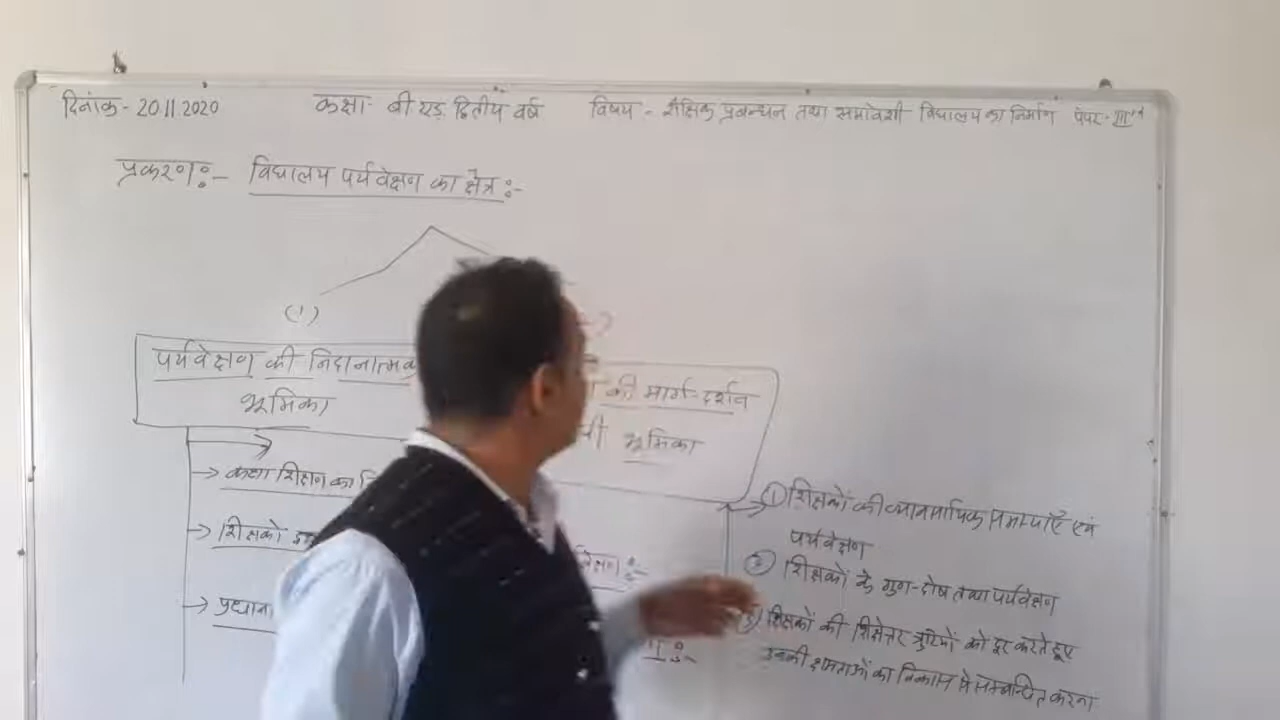 दिनांक - 20.11.2020 कक्षा - बी.एड. द्वितीय वर्ष विषय - शैक्षिक प्रबन्धन तथा समावेशी विद्यालय का निर्माण पेपर - III
प्रकरण :- विद्यालय पर्यवेक्षण का क्षेत्र :-
(1)
पर्यवेक्षण की निदानात्मक
भूमिका
की मार्ग-दर्शन
भूमिका
→ कक्षा शिक्षण का
→ शिक्षको
→
① शिक्षकों की व्यावसायिक समस्याएँ एवं
पर्यवेक्षण
② शिक्षकों के गुण-दोष तथा पर्यवेक्षण
शिक्षकों की शिक्षेत्तर त्रुटियों को दूर करते हुए
उनकी क्षमताओं का विकास से सम्बन्धित करना